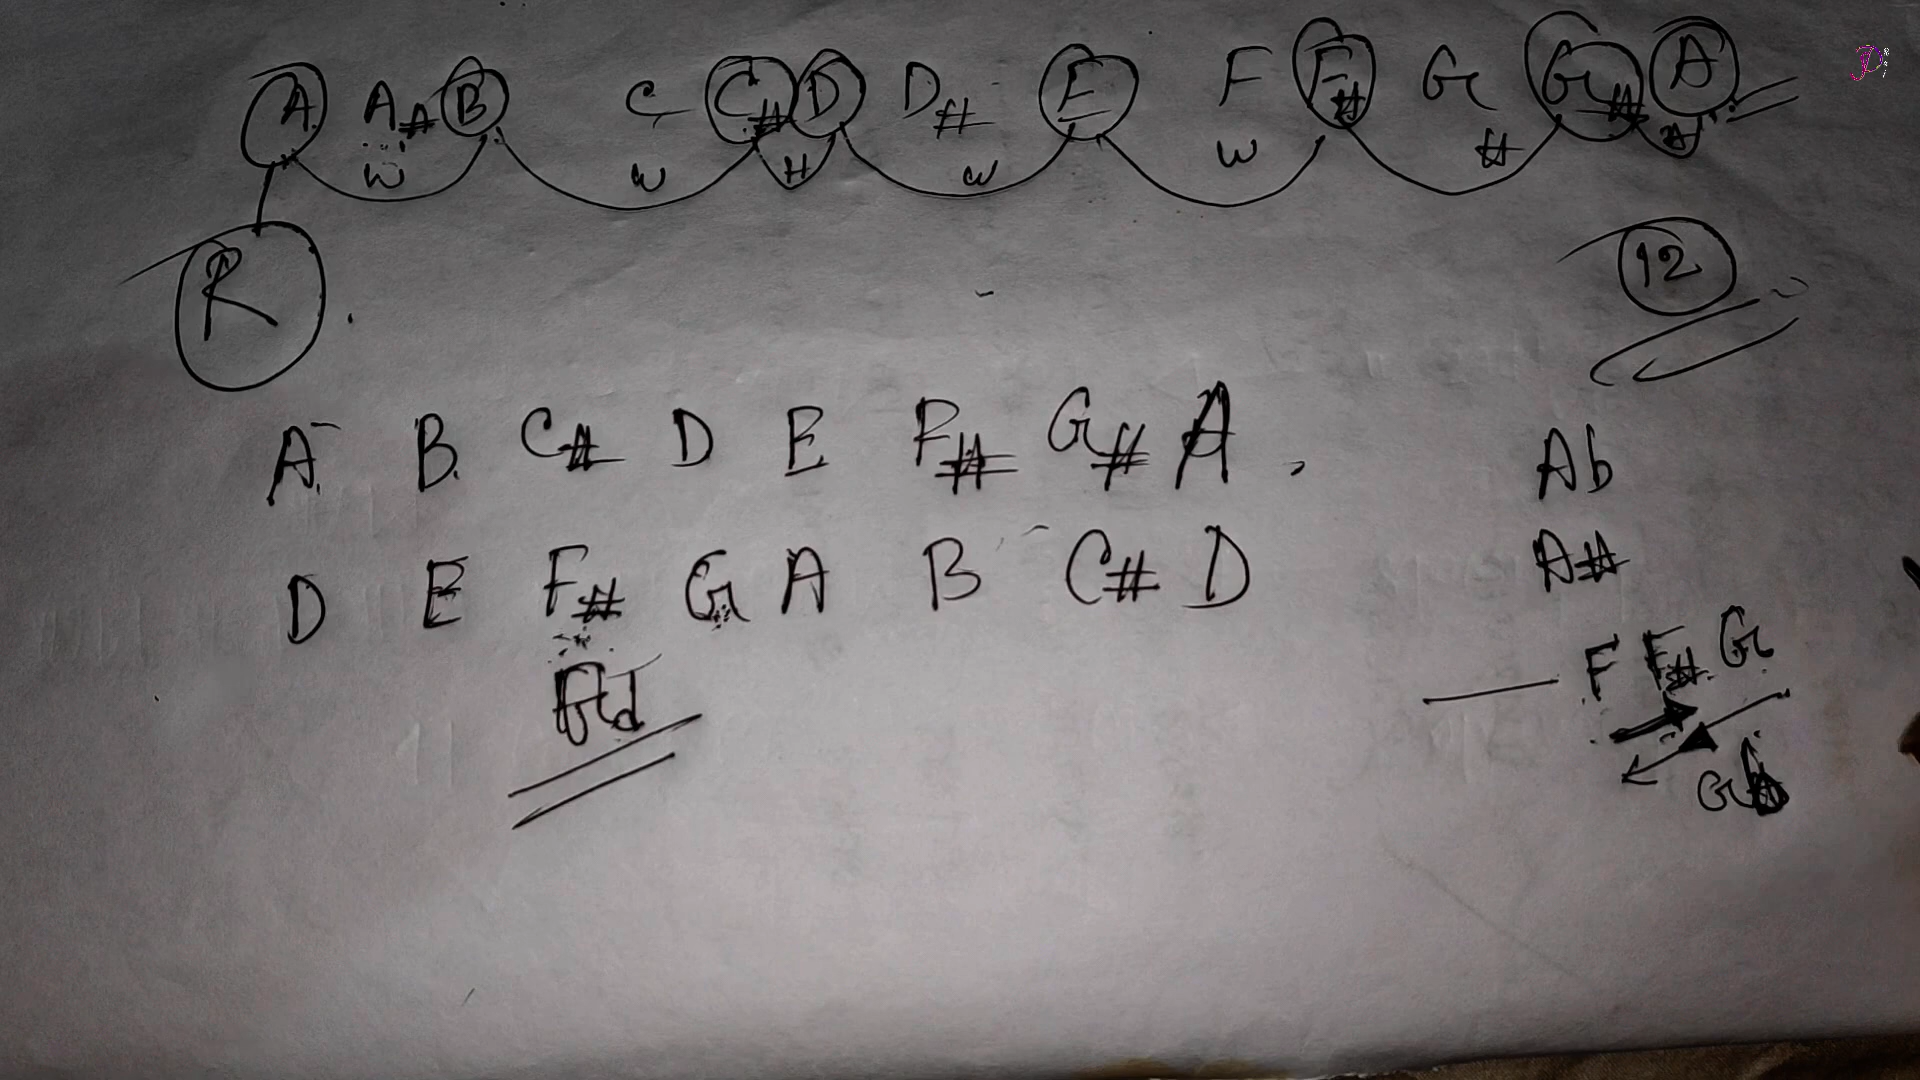 A A# B C C# D D# E F F# G G# A
W W H W W # H
R
12
A B C# D E F# G# A
Ab
D E F# G A B C# D
A#
F F# G
Gb